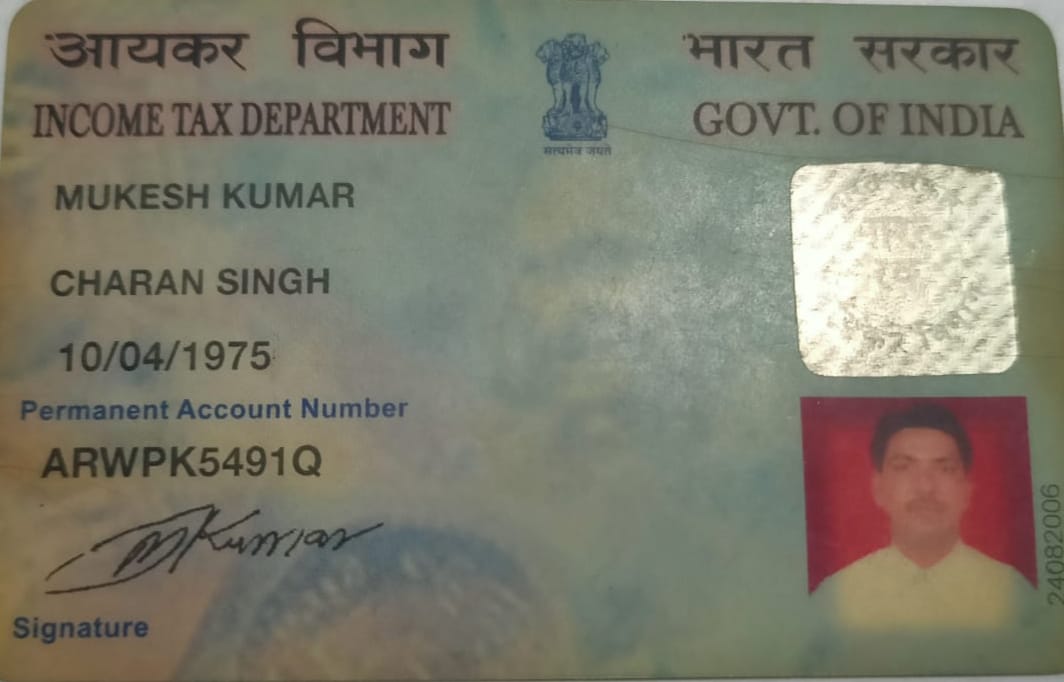 आयकर विभाग
INCOME TAX DEPARTMENT
सत्यमेव जयते
भारत सरकार
GOVT. OF INDIA
MUKESH KUMAR
CHARAN SINGH
10/04/1975
Permanent Account Number
ARWPK5491Q
MKumar
Signature
24082006